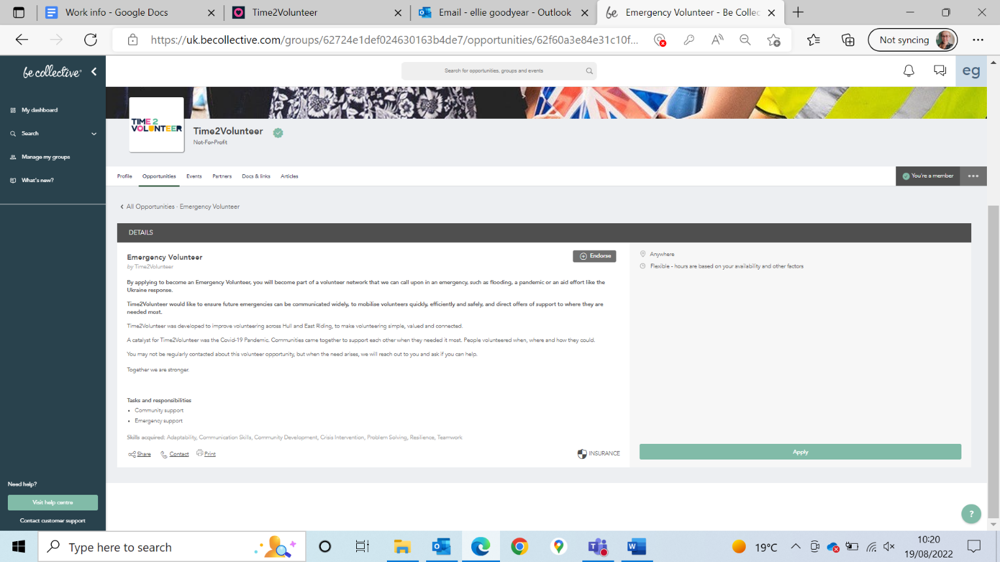 Work info - Google Docs
Time2Volunteer
Email - ellie goodyear - Outlook
be Emergency Volunteer - Be Collec
https://uk.becollective.com/groups/62724e1def024630163b4de7/opportunities/62f60a3e84e31c10f...
Not syncing
be collective
Search for opportunities, groups and events
eg
My dashboard
Search
Manage my groups
What's new?
TIME 2
VOLUNTEER
Time2Volunteer
Not-For-Profit
Profile Opportunities Events Partners Docs & links Articles
You're a member
All Opportunities - Emergency Volunteer
DETAILS
Emergency Volunteer
by Time2Volunteer
Endorse
By applying to become an Emergency Volunteer, you will become part of a volunteer network that we can call upon in an emergency, such as flooding, a pandemic or an aid effort like the
Ukraine response.
Time2Volunteer would like to ensure future emergencies can be communicated widely, to mobilise volunteers quickly, efficiently and safely, and direct offers of support to where they are
needed most.
Time2Volunteer was developed to improve volunteering across Hull and East Riding, to make volunteering simple, valued and connected.
A catalyst for Time2Volunteer was the Covid-19 Pandemic. Communities came together to support each other when they needed it most. People volunteered when, where and how they could.
You may not be regularly contacted about this volunteer opportunity, but when the need arises, we will reach out to you and ask if you can help.
Together we are stronger.
Tasks and responsibilities
• Community support
• Emergency support
Skills acquired: Adaptability, Communication Skills, Community Development, Crisis Intervention, Problem Solving, Resilience, Teamwork
Share Contact Print
INSURANCE
Anywhere
Flexible - hours are based on your availability and other factors
Apply
Need help?
Visit help centre
Contact customer support
?
Type here to search
19°C
10:20
19/08/2022